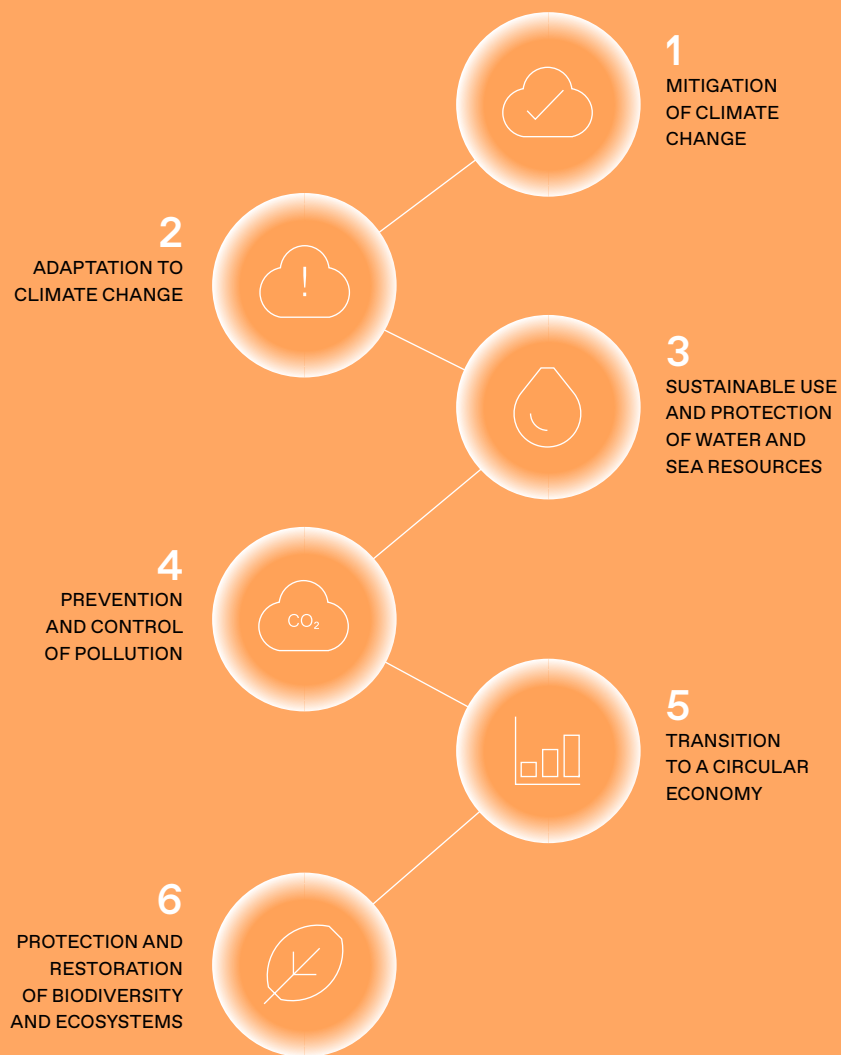 1
MITIGATION
OF CLIMATE
CHANGE
2
ADAPTATION TO
CLIMATE CHANGE
3
SUSTAINABLE USE
AND PROTECTION
OF WATER AND
SEA RESOURCES
4
PREVENTION
AND CONTROL
OF POLLUTION
CO₂
5
TRANSITION
TO A CIRCULAR
ECONOMY
6
PROTECTION AND
RESTORATION
OF BIODIVERSITY
AND ECOSYSTEMS